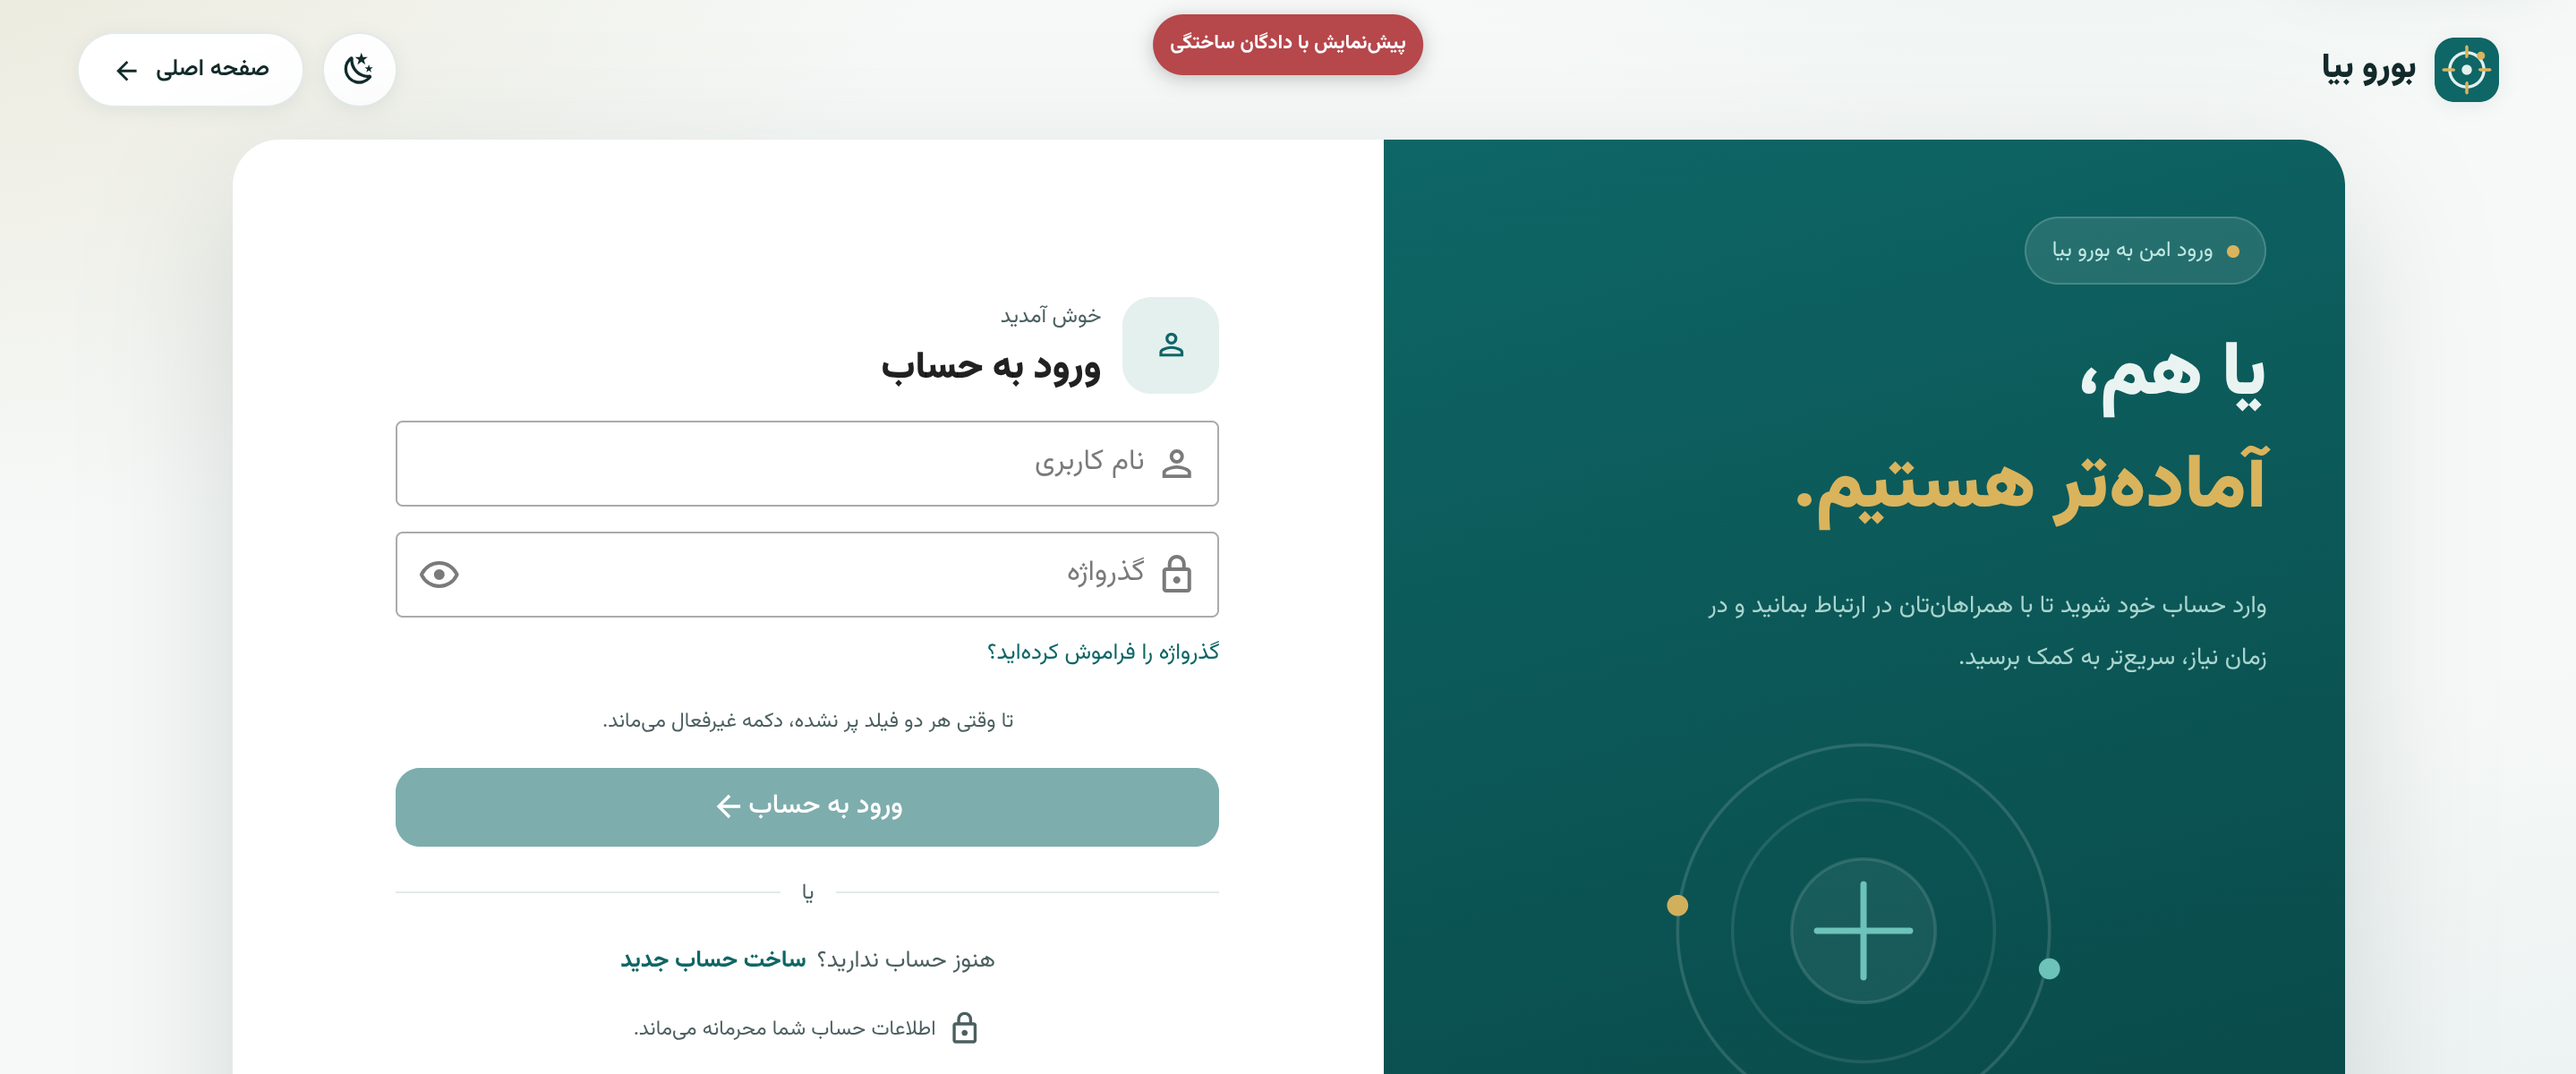 بورو بیا
پیش‌نمایش با دادگان ساختگی
صفحه اصلی
ورود امن به بورو بیا
یا هم،
آماده‌تر هستیم.
وارد حساب خود شوید تا با همراهان‌تان در ارتباط بمانید و در
زمان نیاز، سریع‌تر به کمک برسید.
خوش آمدید
ورود به حساب
نام کاربری
گذرواژه
گذرواژه را فراموش کرده‌اید؟
تا وقتی هر دو فیلد پر نشده، دکمه غیرفعال می‌ماند.
ورود به حساب
یا
هنوز حساب ندارید؟ ساخت حساب جدید
اطلاعات حساب شما محرمانه می‌ماند.